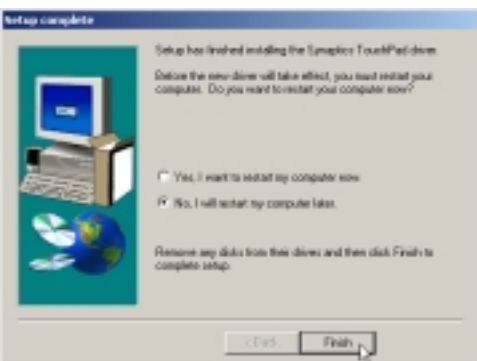 Setup complete
Setup has finished installing the Synaptics TouchPad driver.
Before the new driver will take effect, you must restart your
computer. Do you want to restart your computer now?
Yes, I want to restart my computer now.
No, I will restart my computer later.
Remove any disks from their drives and then click Finish to
complete setup.
< Back
Finish